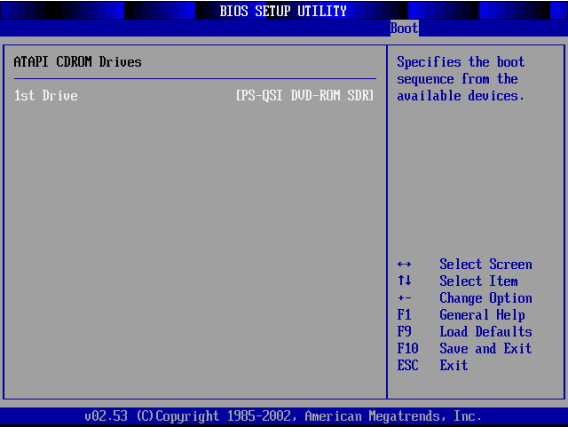 BIOS SETUP UTILITY
Boot
ATAPI CDROM Drives
1st Drive [PS-QSI DVD-ROM SDR]
Specifies the boot
sequence from the
available devices.
↔ Select Screen
↑↓ Select Item
+- Change Option
F1 General Help
F9 Load Defaults
F10 Save and Exit
ESC Exit
v02.53 (C)Copyright 1985-2002, American Megatrends, Inc.